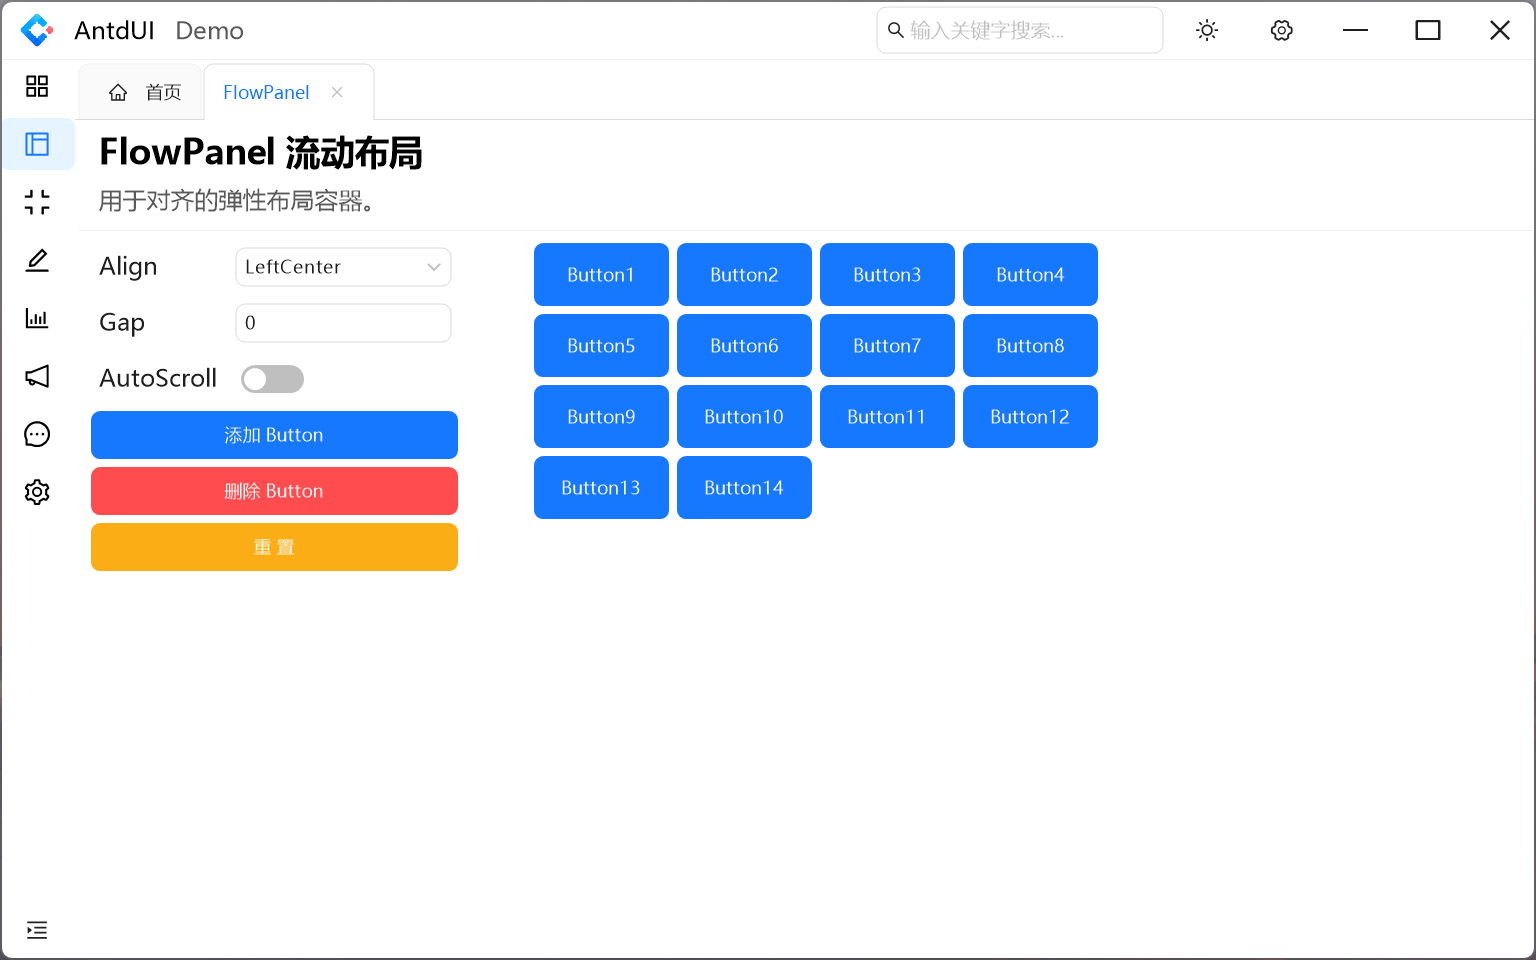 AntdUI Demo
输入关键字搜索...
首页
FlowPanel
FlowPanel 流动布局
用于对齐的弹性布局容器。
Align
LeftCenter
Gap
0
AutoScroll
添加 Button
删除 Button
重 置
Button1 Button2 Button3 Button4
Button5 Button6 Button7 Button8
Button9 Button10 Button11 Button12
Button13 Button14